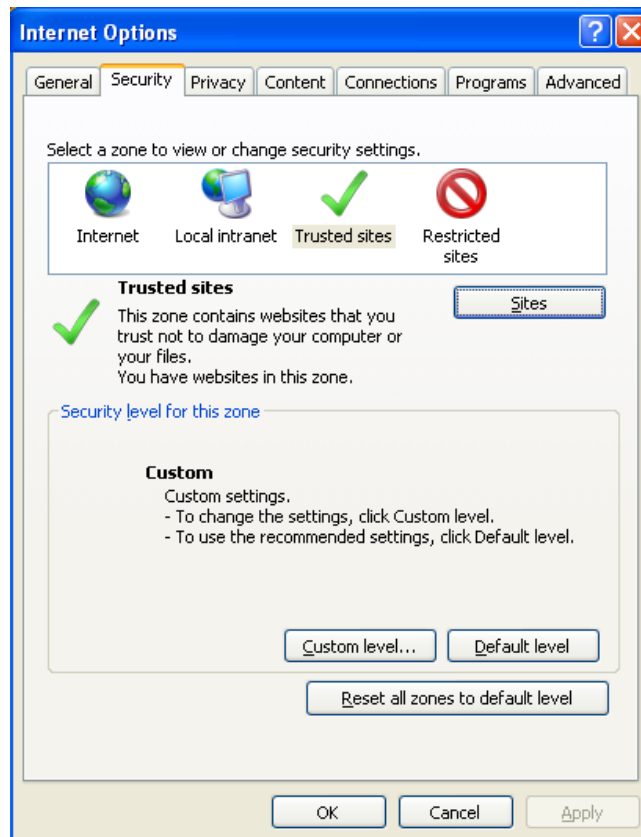 Internet Options
General Security Privacy Content Connections Programs Advanced
Select a zone to view or change security settings.
Internet Local intranet Trusted sites Restricted sites
Trusted sites
Sites
This zone contains websites that you
trust not to damage your computer or
your files.
You have websites in this zone.
Security level for this zone
Custom
Custom settings.
- To change the settings, click Custom level.
- To use the recommended settings, click Default level.
Custom level... Default level
Reset all zones to default level
OK Cancel Apply